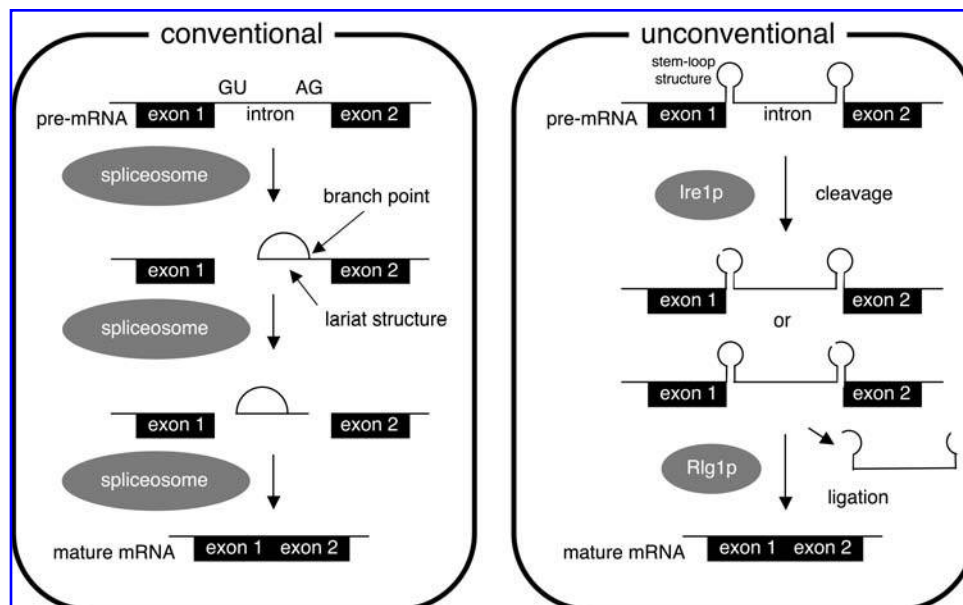 conventional
GU AG
pre-mRNA exon 1 intron exon 2
spliceosome
branch point
exon 1 exon 2
lariat structure
spliceosome
exon 1 exon 2
spliceosome
mature mRNA exon 1 exon 2
unconventional
stem-loop
structure
pre-mRNA exon 1 intron exon 2
Ire1p cleavage
exon 1 exon 2
or
exon 1 exon 2
Rlg1p
ligation
mature mRNA exon 1 exon 2